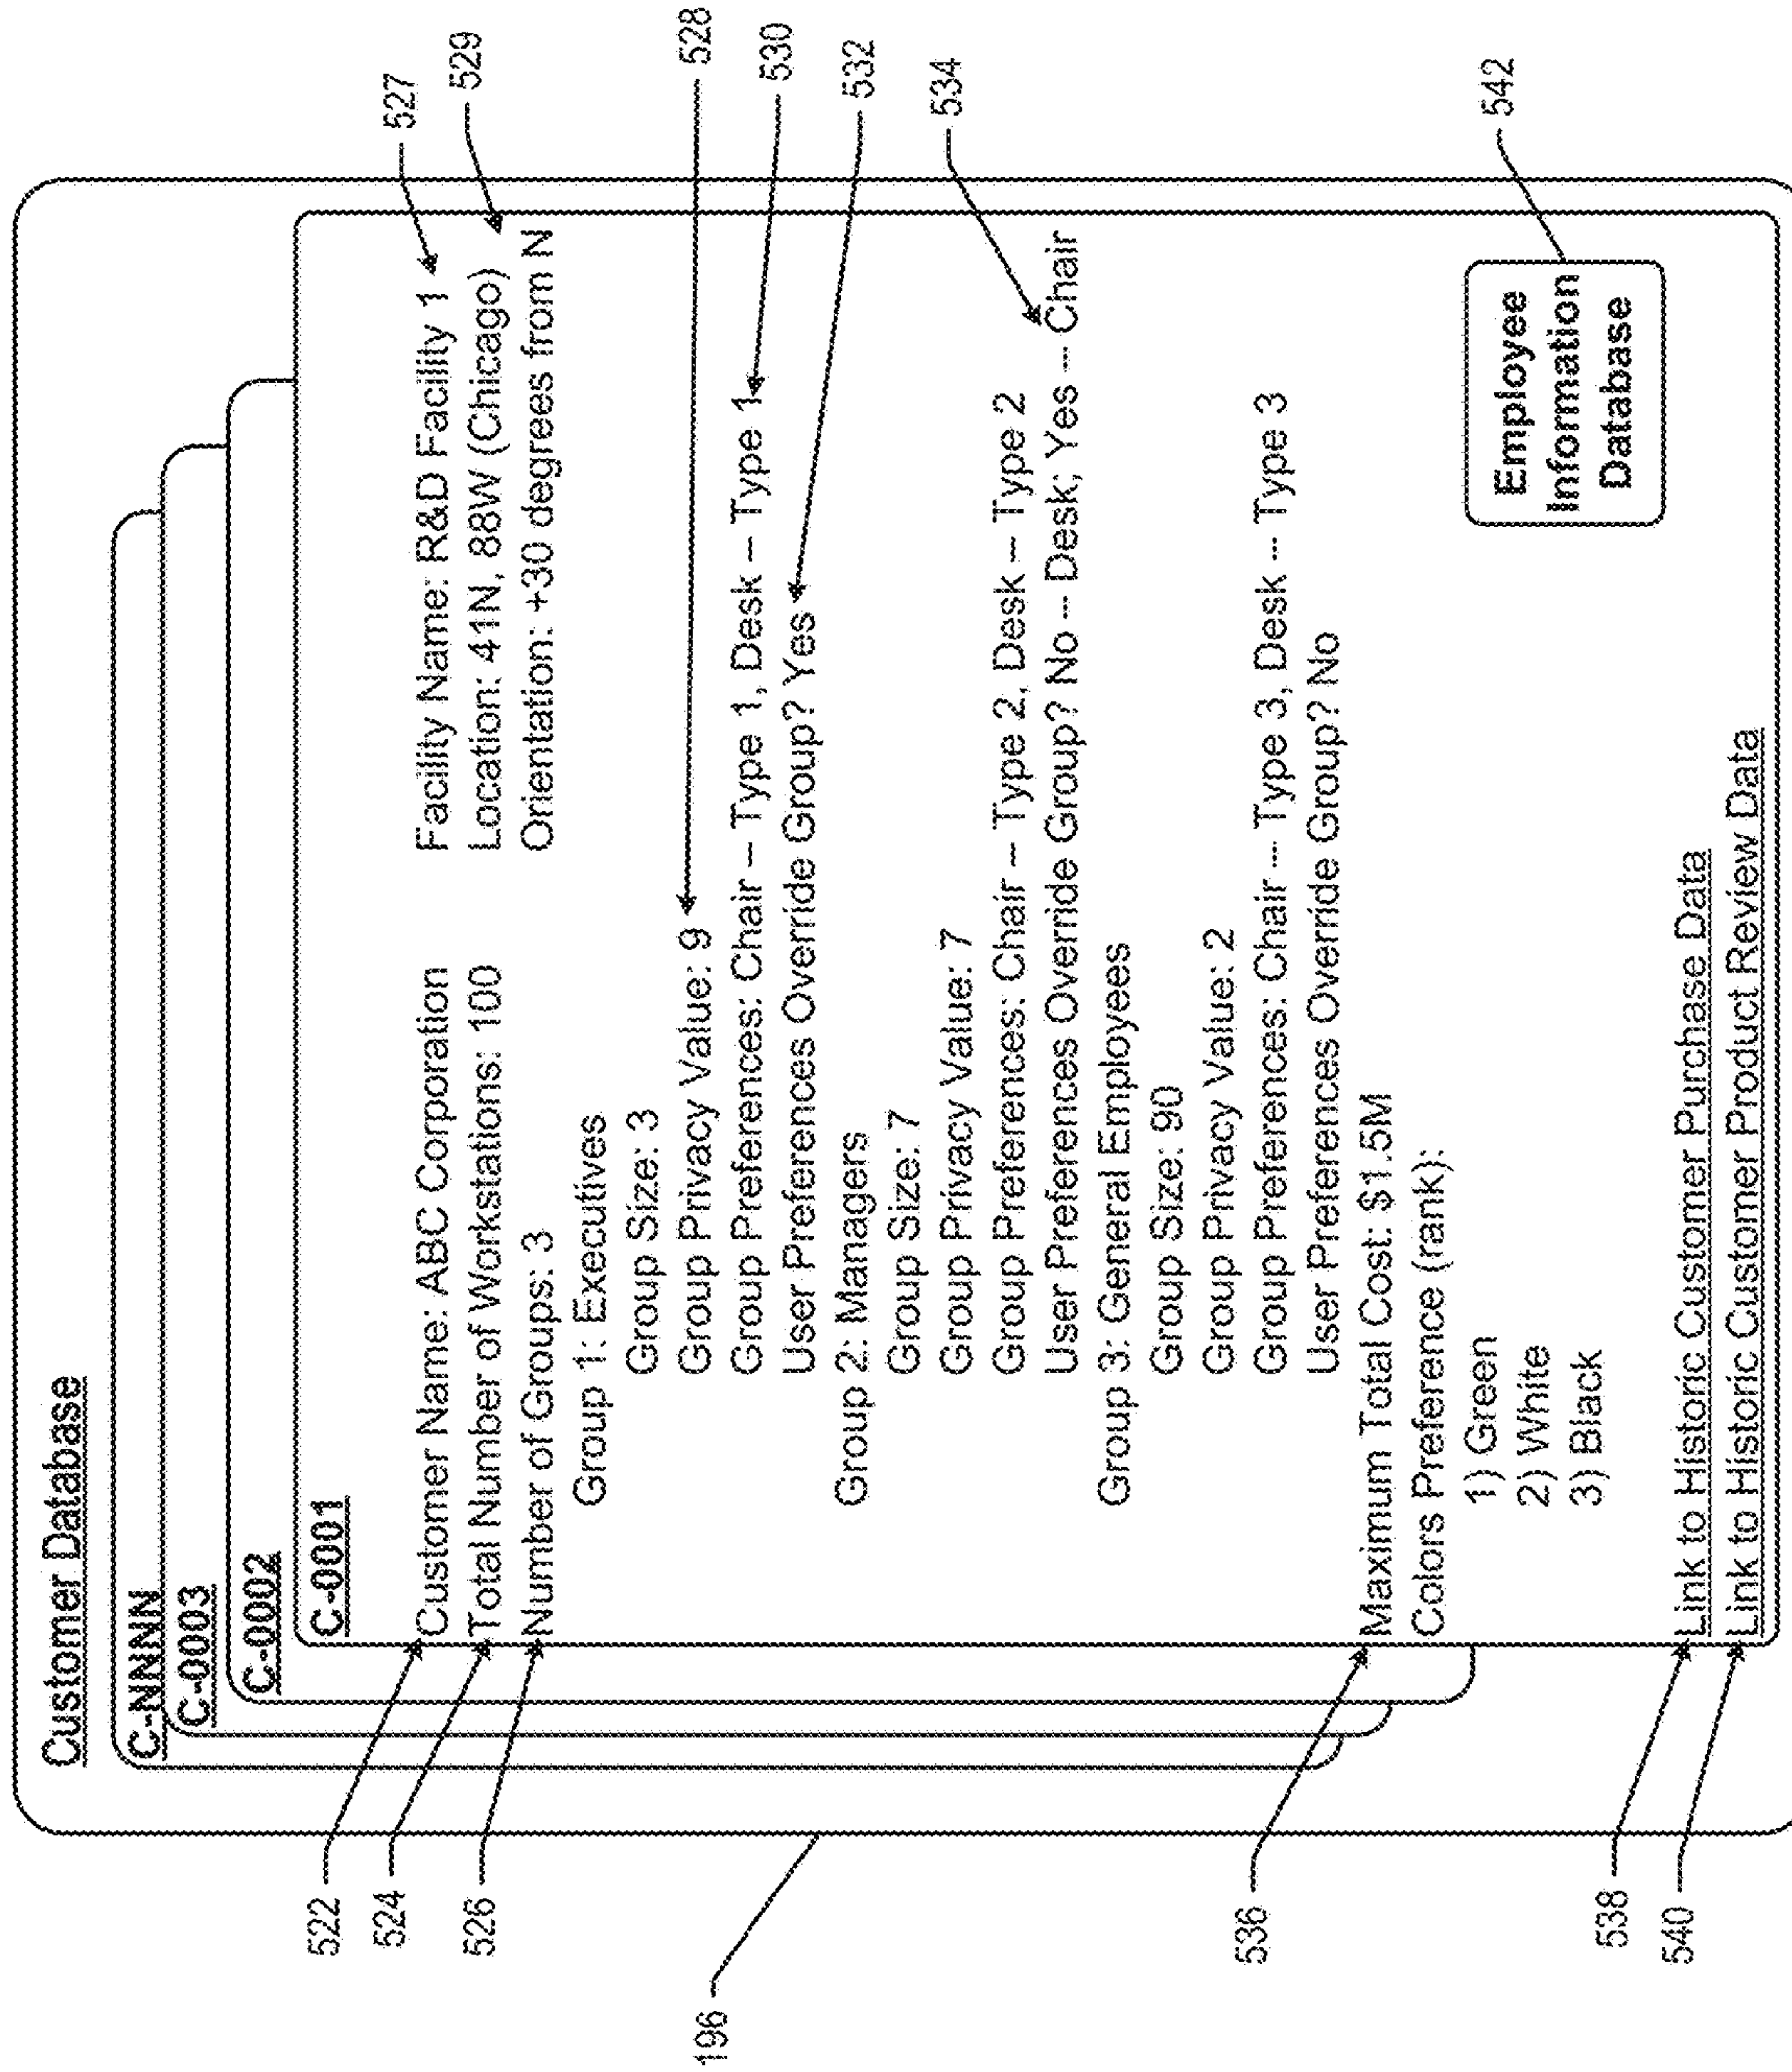 Customer Database
C-NNNN
C-0003
C-0002
C-0001
Customer Name: ABC Corporation
Total Number of Workstations: 100
Number of Groups: 3
Facility Name: R&D Facility 1
Location: 41N, 88W (Chicago)
Orientation: +30 degrees from N
Group 1: Executives
Group Size: 3
Group Privacy Value: 9
Group Preferences: Chair -- Type 1, Desk -- Type 1
User Preferences Override Group? Yes
Group 2: Managers
Group Size: 7
Group Privacy Value: 7
Group Preferences: Chair -- Type 2, Desk -- Type 2
User Preferences Override Group? No -- Desk; Yes -- Chair
Group 3: General Employees
Group Size: 90
Group Privacy Value: 2
Group Preferences: Chair -- Type 3, Desk -- Type 3
User Preferences Override Group? No
Maximum Total Cost: $1.5M
Colors Preference (rank):
1) Green
2) White
3) Black
Employee
Information
Database
Link to Historic Customer Purchase Data
Link to Historic Customer Product Review Data
522
524
526
196
536
538
540
527
529
528
530
532
534
542